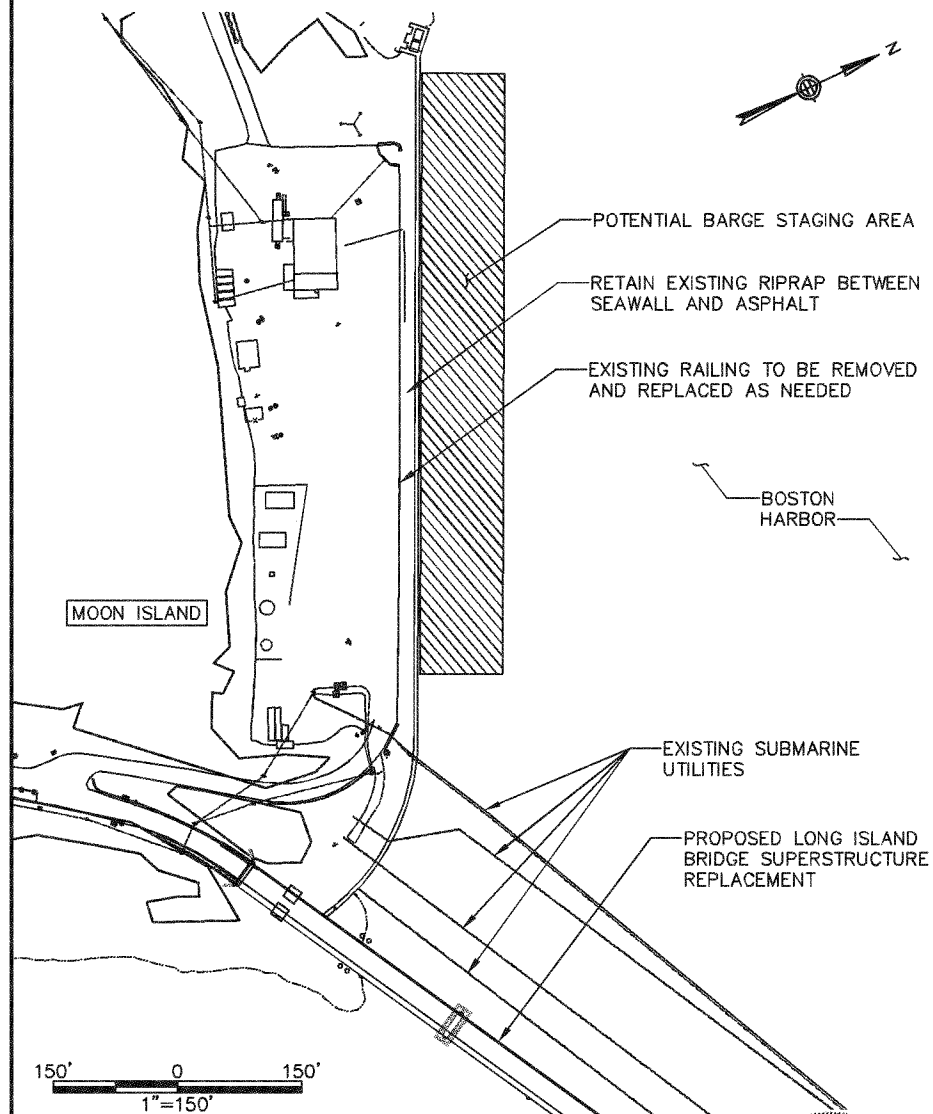 N
POTENTIAL BARGE STAGING AREA
RETAIN EXISTING RIPRAP BETWEEN
SEAWALL AND ASPHALT
EXISTING RAILING TO BE REMOVED
AND REPLACED AS NEEDED
BOSTON
HARBOR
MOON ISLAND
EXISTING SUBMARINE
UTILITIES
PROPOSED LONG ISLAND
BRIDGE SUPERSTRUCTURE
REPLACEMENT
150' 0 150'
1"=150'